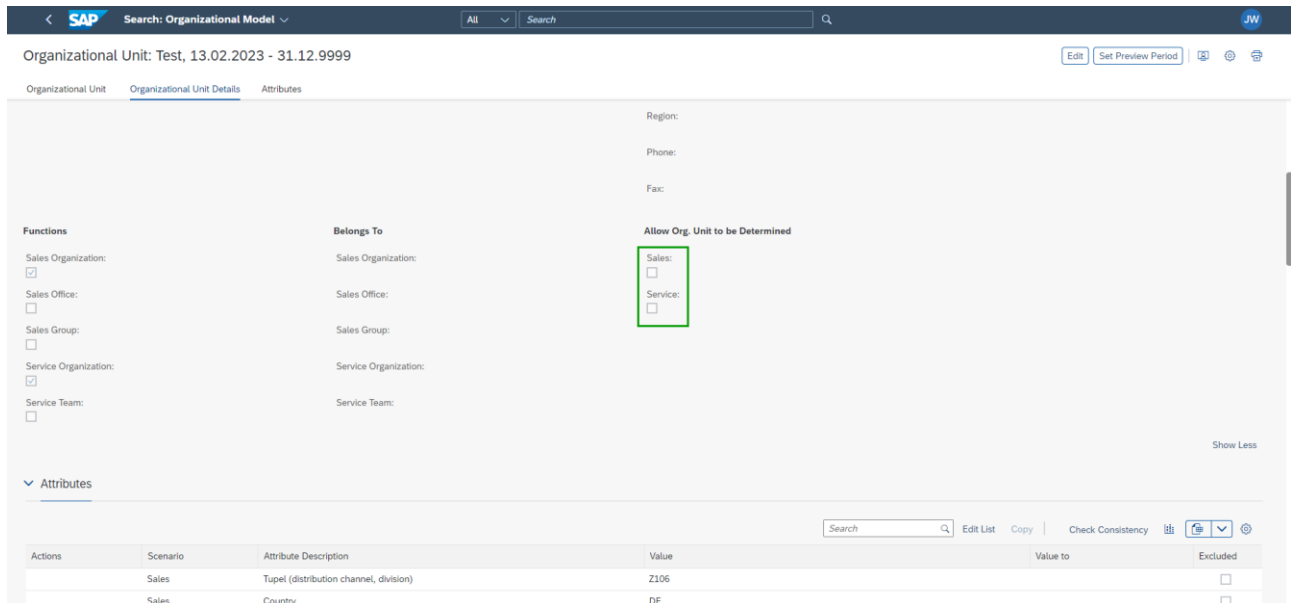 SAP Search: Organizational Model All Search JW
Organizational Unit: Test, 13.02.2023 - 31.12.9999 Edit Set Preview Period
Organizational Unit Organizational Unit Details Attributes
Region:
Phone:
Fax:
Functions Belongs To Allow Org. Unit to be Determined
Sales Organization: Sales Organization: Sales:
Sales Office: Sales Office: Service:
Sales Group: Sales Group:
Service Organization: Service Organization:
Service Team: Service Team:
Show Less
Attributes
Search Edit List Copy Check Consistency
Actions Scenario Attribute Description Value Value to Excluded
Sales Tupel (distribution channel, division) Z106
Sales Country DE